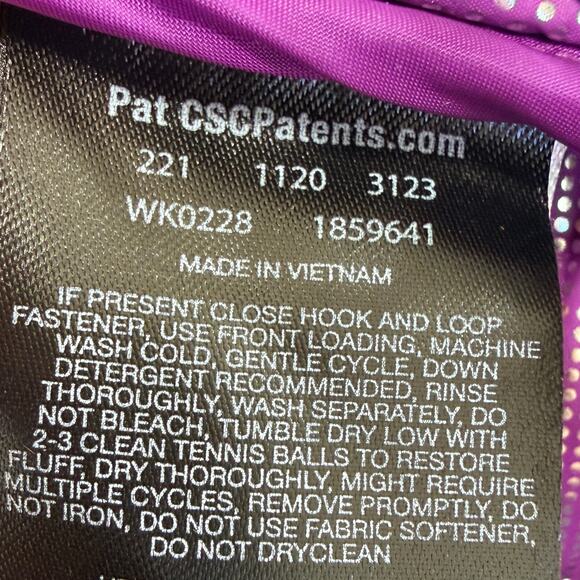 Pat CSCPatents.com
221 1120 3123
WK0228 1859641
MADE IN VIETNAM
IF PRESENT CLOSE HOOK AND LOOP
FASTENER, USE FRONT LOADING, MACHINE
WASH COLD, GENTLE CYCLE, DOWN
DETERGENT RECOMMENDED, RINSE
THOROUGHLY, WASH SEPARATELY, DO
NOT BLEACH, TUMBLE DRY LOW WITH
2-3 CLEAN TENNIS BALLS TO RESTORE
FLUFF, DRY THOROUGHLY, MIGHT REQUIRE
MULTIPLE CYCLES, REMOVE PROMPTLY, DO
NOT IRON, DO NOT USE FABRIC SOFTENER,
DO NOT DRYCLEAN